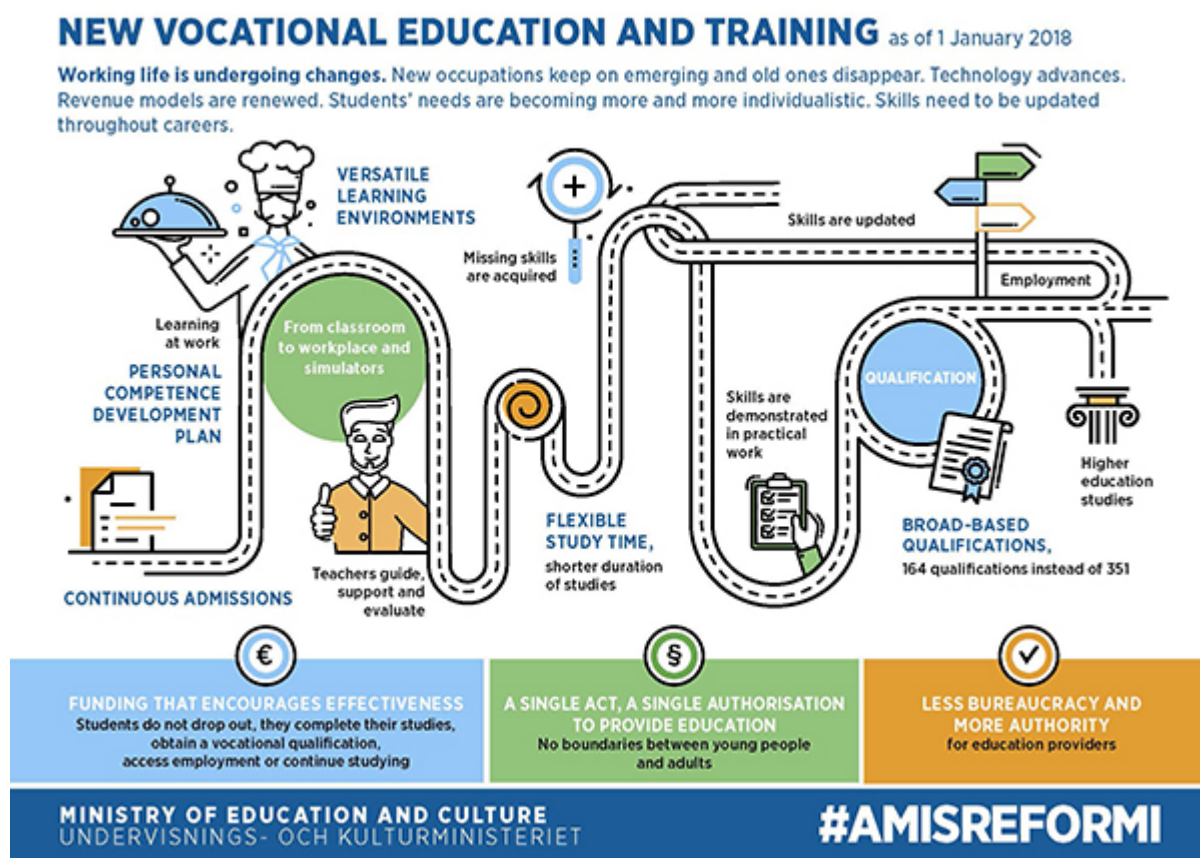 NEW VOCATIONAL EDUCATION AND TRAINING as of 1 January 2018
Working life is undergoing changes. New occupations keep on emerging and old ones disappear. Technology advances.
Revenue models are renewed. Students' needs are becoming more and more individualistic. Skills need to be updated
throughout careers.
VERSATILE
LEARNING
ENVIRONMENTS
Learning
at work
From classroom
to workplace and
simulators
PERSONAL
COMPETENCE
DEVELOPMENT
PLAN
CONTINUOUS ADMISSIONS
Teachers guide,
support and
evaluate
Missing skills
are acquired
FLEXIBLE
STUDY TIME,
shorter duration
of studies
Skills are updated
Employment
Skills are
demonstrated
in practical
work
QUALIFICATION
BROAD-BASED
QUALIFICATIONS,
164 qualifications instead of 351
Higher
education
studies
€
FUNDING THAT ENCOURAGES EFFECTIVENESS
Students do not drop out, they complete their studies,
obtain a vocational qualification,
access employment or continue studying
§
A SINGLE ACT, A SINGLE AUTHORISATION
TO PROVIDE EDUCATION
No boundaries between young people
and adults
LESS BUREAUCRACY AND
MORE AUTHORITY
for education providers
MINISTRY OF EDUCATION AND CULTURE
UNDERVISNINGS- OCH KULTURMINISTERIET
#AMISREFORMI